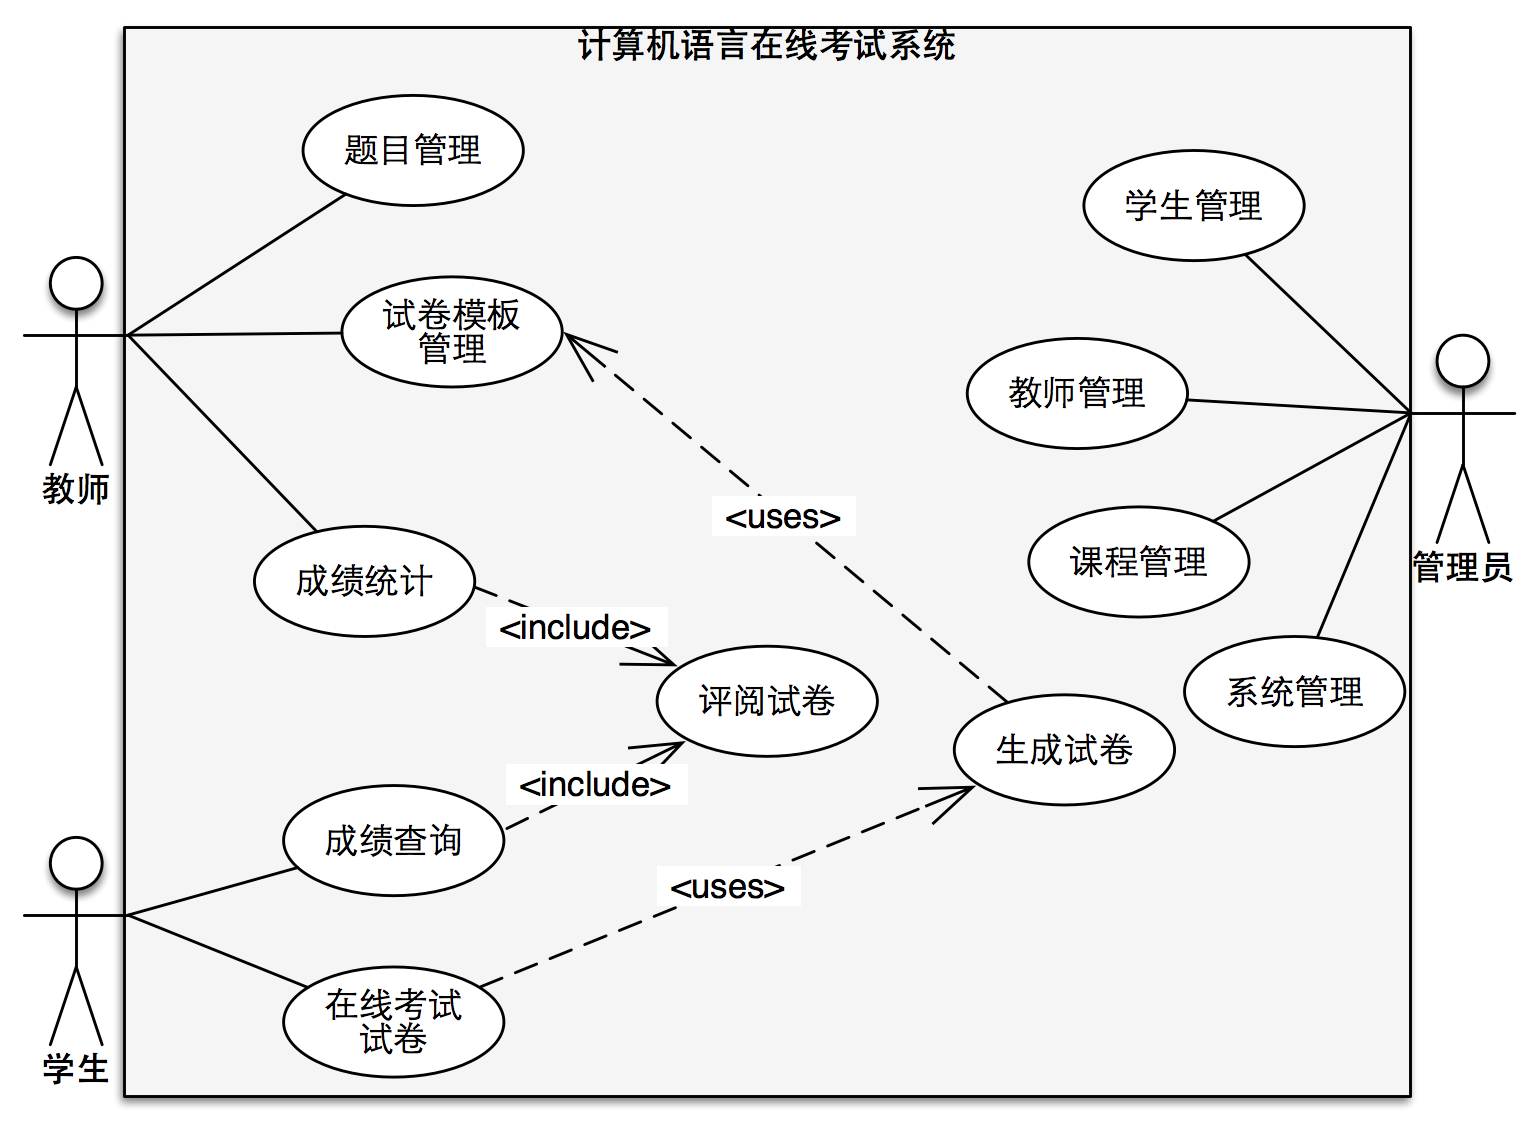 计算机语言在线考试系统
题目管理
学生管理
试卷模板
管理
教师管理
教师
<uses>
课程管理
管理员
成绩统计
<include>
评阅试卷
系统管理
生成试卷
<include>
成绩查询
<uses>
在线考试
试卷
学生